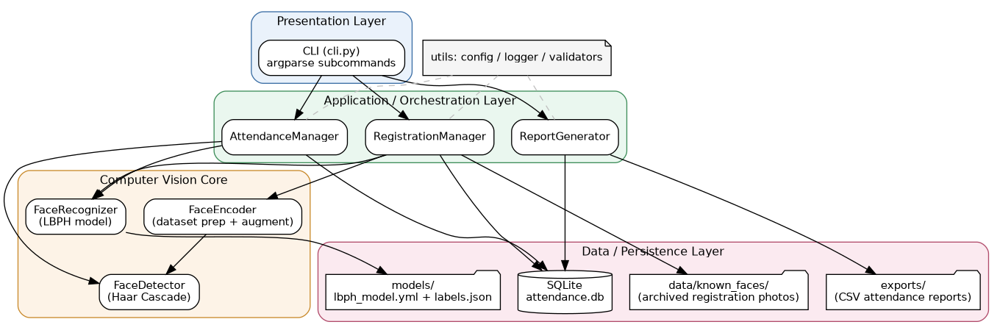 Presentation Layer
CLI (cli.py)
argparse subcommands
utils: config / logger / validators
Application / Orchestration Layer
AttendanceManager
RegistrationManager
ReportGenerator
Computer Vision Core
FaceRecognizer
(LBPH model)
FaceEncoder
(dataset prep + augment)
FaceDetector
(Haar Cascade)
Data / Persistence Layer
models/
lbph_model.yml + labels.json
SQLite
attendance.db
data/known_faces/
(archived registration photos)
exports/
(CSV attendance reports)